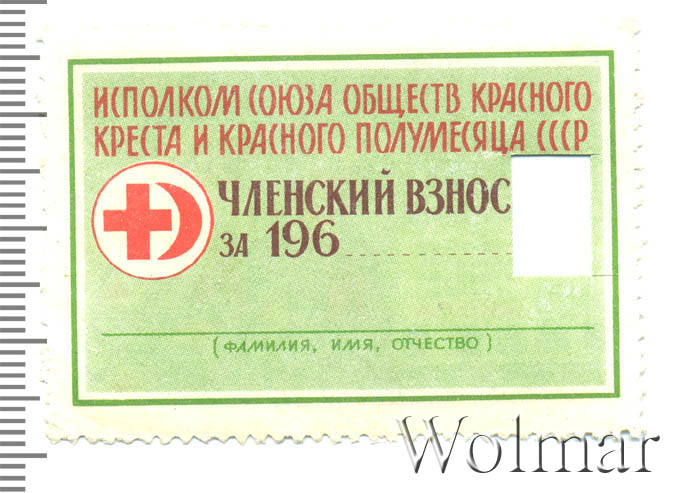 ИСПОЛКОМ СОЮЗА ОБЩЕСТВ КРАСНОГО
КРЕСТА И КРАСНОГО ПОЛУМЕСЯЦА СССР
ЧЛЕНСКИЙ ВЗНОС
ЗА 196
(ФАМИЛИЯ, ИМЯ, ОТЧЕСТВО)
Wolmar